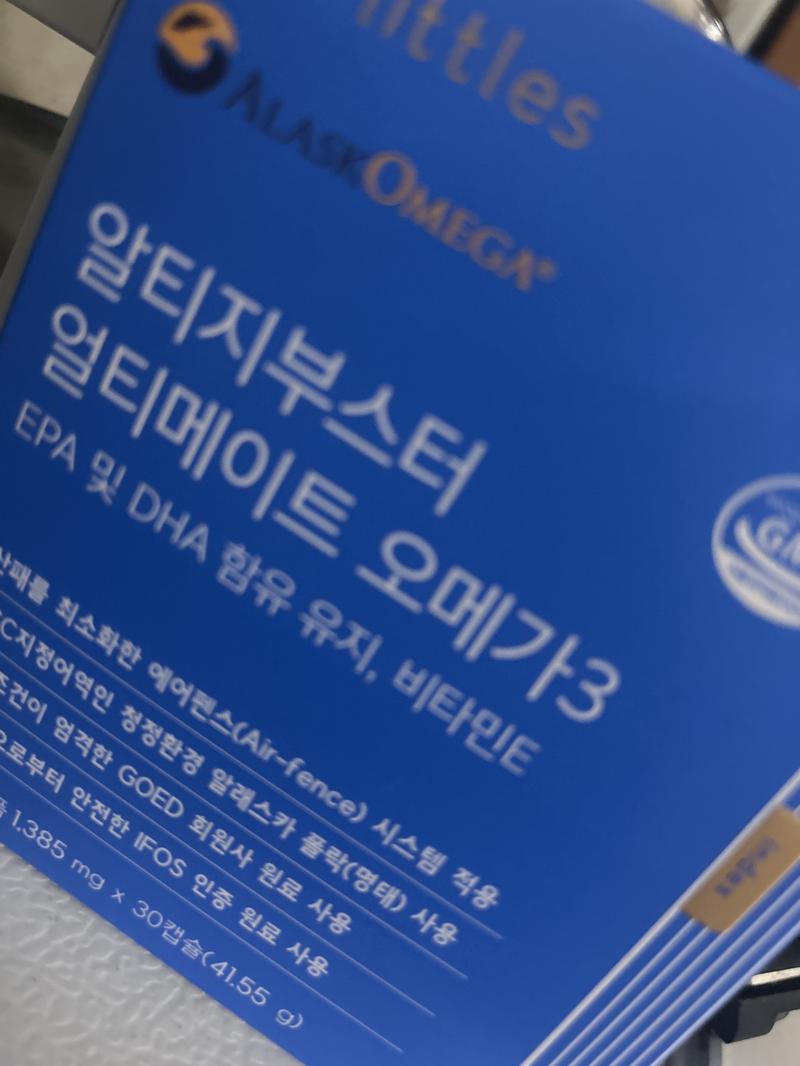 littles
ALASKOMEGA®
알티지부스터
얼티메이트 오메가3
EPA 및 DHA 함유 유지, 비타민E
산패를 최소화한 에어펜스(Air-fence) 시스템 적용
지정어역인 청정환경 알래스카 폴락(명태) 사용
조건이 엄격한 GOED 회원사 원료 사용
으로부터 안전한 IFOS 인증 원료 사용
1,385 mg x 30캡슐(41.55 g)